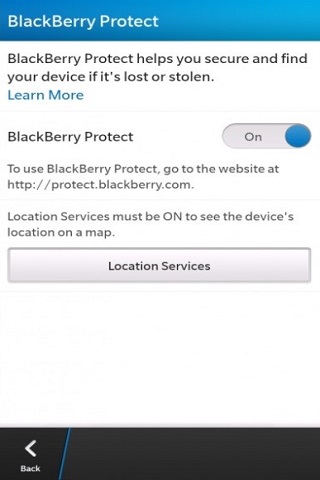 BlackBerry Protect
BlackBerry Protect helps you secure and find
your device if it's lost or stolen.
Learn More
BlackBerry Protect
On
To use BlackBerry Protect, go to the website at
http://protect.blackberry.com.
Location Services must be ON to see the device's
location on a map.
Location Services
Back